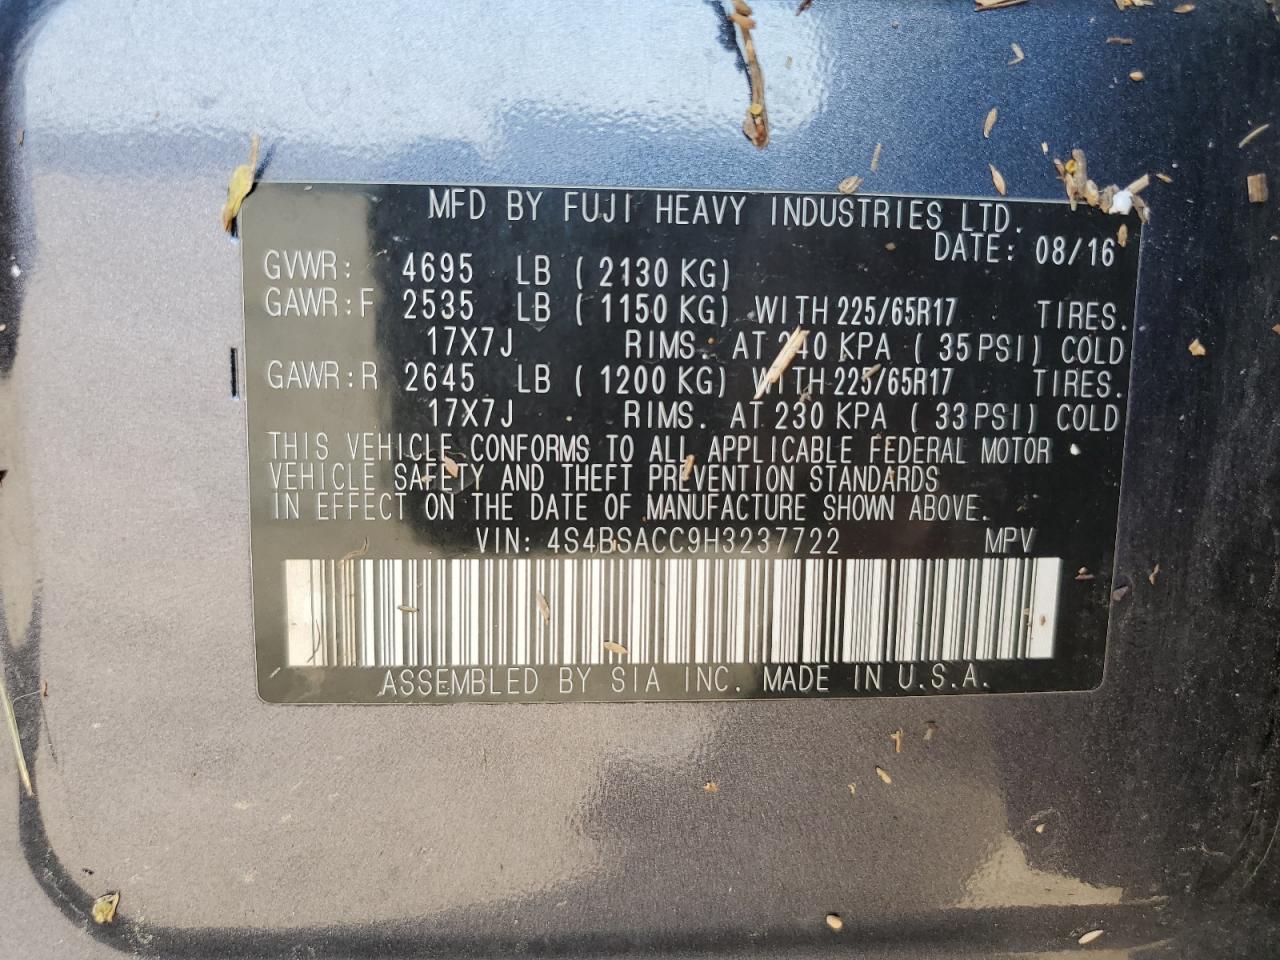 MFD BY FUJI HEAVY INDUSTRIES LTD.
DATE: 08/16
GVWR: 4695 LB (2130 KG)
GAWR:F 2535 LB (1150 KG) WITH 225/65R17 TIRES.
17X7J RIMS. AT 240 KPA (35PSI) COLD
GAWR:R 2645 LB (1200 KG) WITH 225/65R17 TIRES.
17X7J RIMS. AT 230 KPA (33PSI) COLD
THIS VEHICLE CONFORMS TO ALL APPLICABLE FEDERAL MOTOR
VEHICLE SAFETY AND THEFT PREVENTION STANDARDS
IN EFFECT ON THE DATE OF MANUFACTURE SHOWN ABOVE.
VIN: 4S4BSACC9H3237722 MPV
ASSEMBLED BY SIA INC. MADE IN U.S.A.